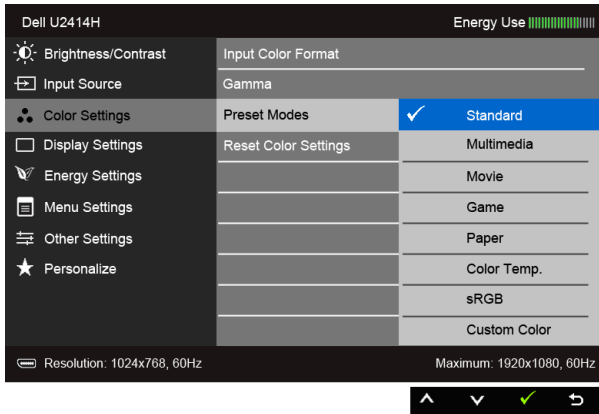 Dell U2414H
Energy Use
Brightness/Contrast
Input Color Format
Input Source
Gamma
Color Settings
Preset Modes
Standard
Display Settings
Reset Color Settings
Multimedia
Energy Settings
Movie
Menu Settings
Game
Other Settings
Paper
Personalize
Color Temp.
sRGB
Custom Color
Resolution: 1024x768, 60Hz
Maximum: 1920x1080, 60Hz